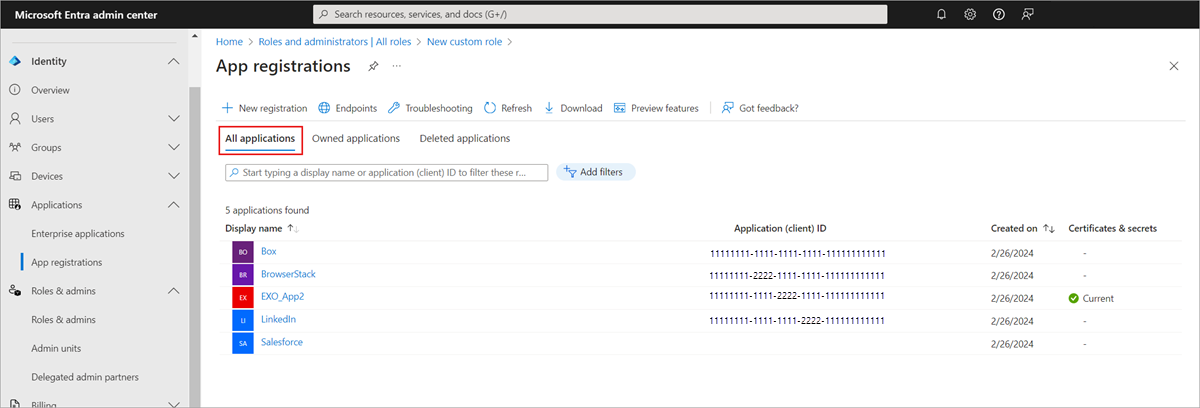 Microsoft Entra admin center
Search resources, services, and docs (G+/)
Identity
Overview
Users
Groups
Devices
Applications
Enterprise applications
App registrations
Roles & admins
Roles & admins
Admin units
Delegated admin partners
Billing
Home > Roles and administrators | All roles > New custom role >
App registrations
New registration Endpoints Troubleshooting Refresh Download Preview features Got feedback?
All applications Owned applications Deleted applications
Start typing a display name or application (client) ID to filter these r... Add filters
5 applications found
Display name Application (client) ID Created on Certificates & secrets
BO Box 11111111-1111-1111-1111-111111111111 2/26/2024 -
BR BrowserStack 11111111-2222-1111-1111-111111111111 2/26/2024 -
EX EXO_App2 11111111-1111-2222-1111-111111111111 2/26/2024 Current
LI LinkedIn 11111111-1111-1111-2222-111111111111 2/26/2024 -
SA Salesforce 2/26/2024 -